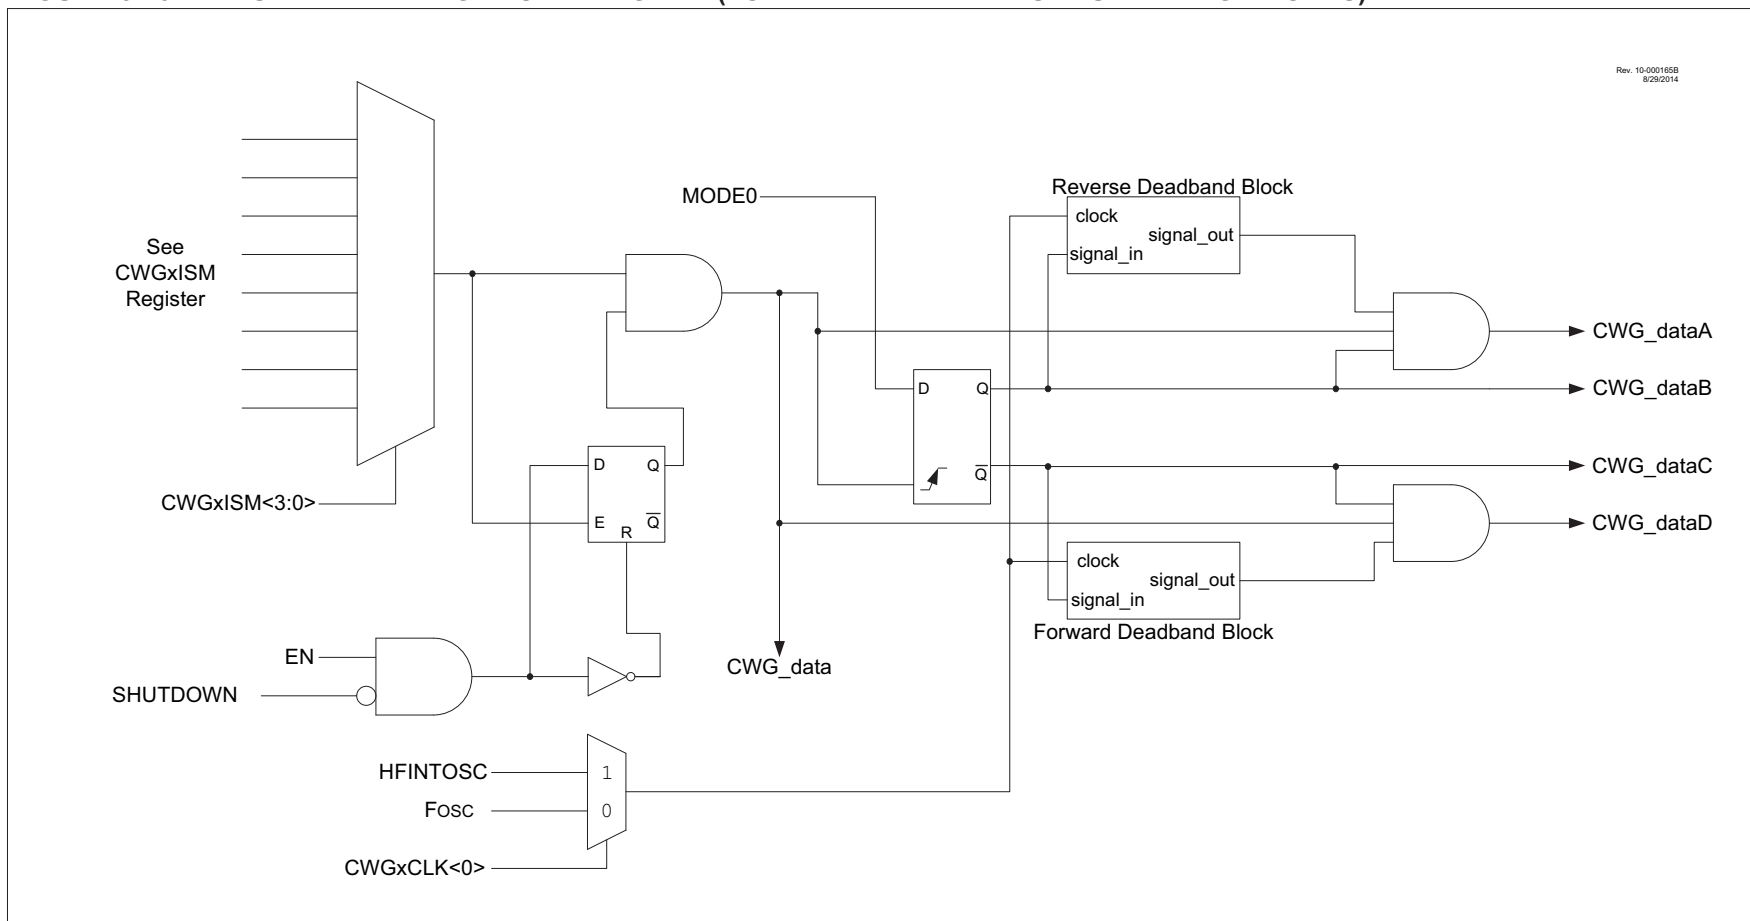 Rev. 10-000165B
8/29/2014
See
CWGxISM
Register
CWGxISM<3:0>
MODE0
Reverse Deadband Block
clock
signal_in
signal_out
CWG_dataA
D
Q
Q̅
CWG_dataB
CWG_dataC
CWG_dataD
D
Q
E
Q̅
R
clock
signal_in
signal_out
Forward Deadband Block
EN
SHUTDOWN
CWG_data
HFINTOSC
1
FOSC
0
CWGxCLK<0>